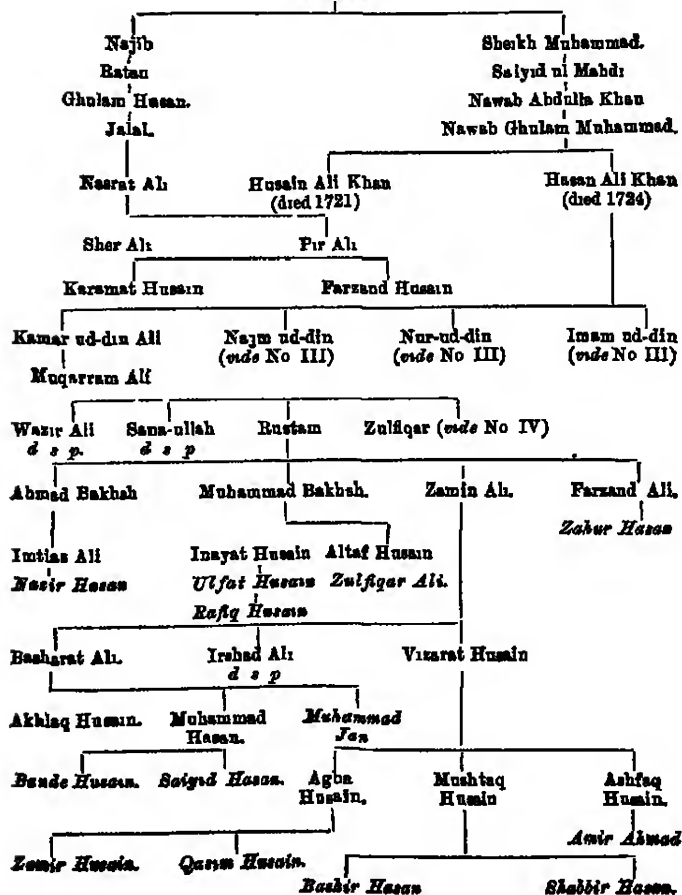 Najib Sheikh Muhammad.
Ratan Saiyid ul Mahdi
Ghulam Hasan. Nawab Abdulla Khan
Jalal. Nawab Ghulam Muhammad.
Nasrat Ali Husain Ali Khan Hasan Ali Khan
(died 1721) (died 1724)
Sher Ali Pir Ali
Karamat Husain Farzand Husain
Kamar ud-din Ali Najm ud-din Nur-ud-din Imam ud-din
(vide No III) (vide No III) (vide No III)
Muqarram Ali
Wazir Ali Sana-ullah Rustam Zulfiqar (vide No IV)
d s p. d s p
Ahmad Bakhsh Muhammad Bakhsh. Zamin Ali. Farzand Ali.
Zahur Hasan
Imtias Ali Inayat Husain Altaf Husain
Nazir Hasan Ulfat Husain Zulfiqar Ali.
Rafiq Husain
Basharat Ali. Irshad Ali Vizarat Husain
d s p
Akhlaq Husain. Muhammad Muhammad
Hasan. Jan
Bande Husain. Saiyid Hasan. Agha Mushtaq Ashfaq
Husain. Husain Husain.
Amir Ahmad
Zamir Husain. Qasim Husain.
Bashir Hasan Shabbir Hasan.